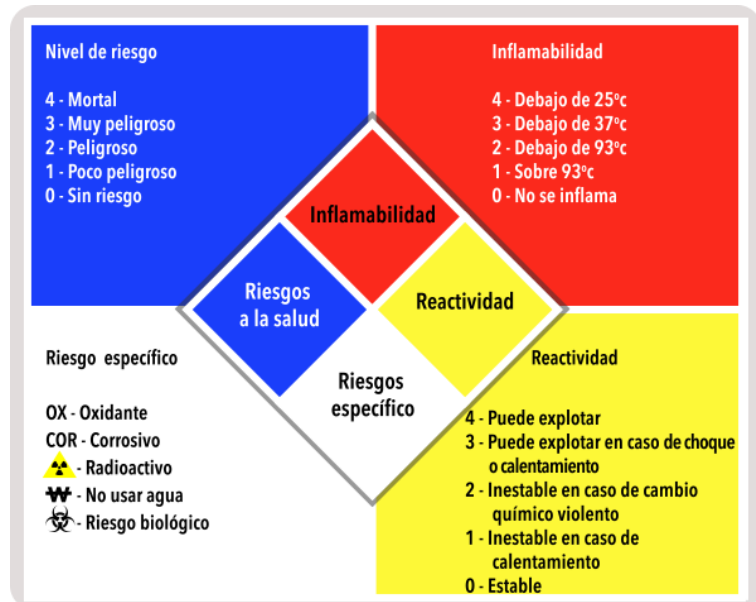 Nivel de riesgo
4 - Mortal
3 - Muy peligroso
2 - Peligroso
1 - Poco peligroso
0 - Sin riesgo
Inflamabilidad
4 - Debajo de 25ºc
3 - Debajo de 37ºc
2 - Debajo de 93ºc
1 - Sobre 93ºc
0 - No se inflama
Inflamabilidad
Riesgos
a la salud
Reactividad
Riesgos
específico
Riesgo específico
OX - Oxidante
COR - Corrosivo
- Radioactivo
W - No usar agua
- Riesgo biológico
Reactividad
4 - Puede explotar
3 - Puede explotar en caso de choque
o calentamiento
2 - Inestable en caso de cambio
químico violento
1 - Inestable en caso de
calentamiento
0 - Estable